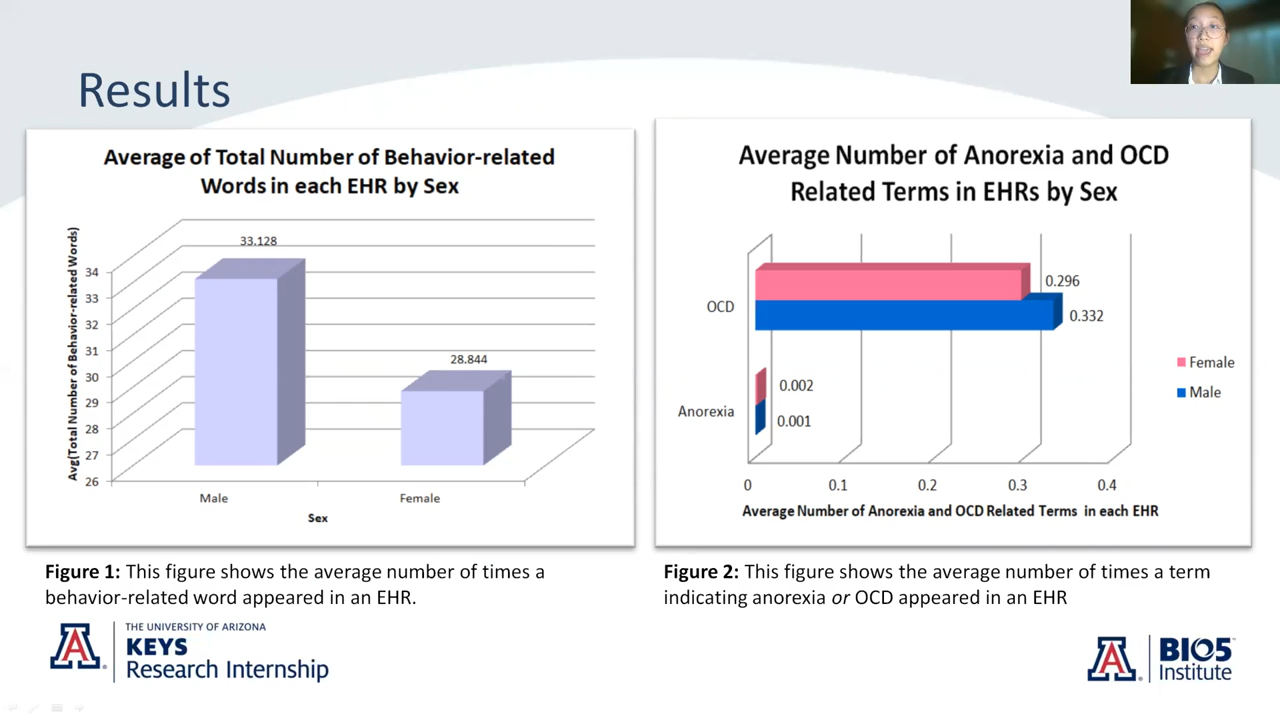 Results
Average of Total Number of Behavior-related
Words in each EHR by Sex
Avg(Total Number of Behavior-related Words)
34
33
32
31
30
29
28
27
26
33.128
28.844
Male
Female
Sex
Average Number of Anorexia and OCD
Related Terms in EHRs by Sex
OCD
0.296
0.332
Anorexia
0.002
0.001
Female
Male
0
0.1
0.2
0.3
0.4
Average Number of Anorexia and OCD Related Terms in each EHR
Figure 1: This figure shows the average number of times a
behavior-related word appeared in an EHR.
Figure 2: This figure shows the average number of times a term
indicating anorexia or OCD appeared in an EHR
A
THE UNIVERSITY OF ARIZONA
KEYS
Research Internship
A
BIO5
Institute